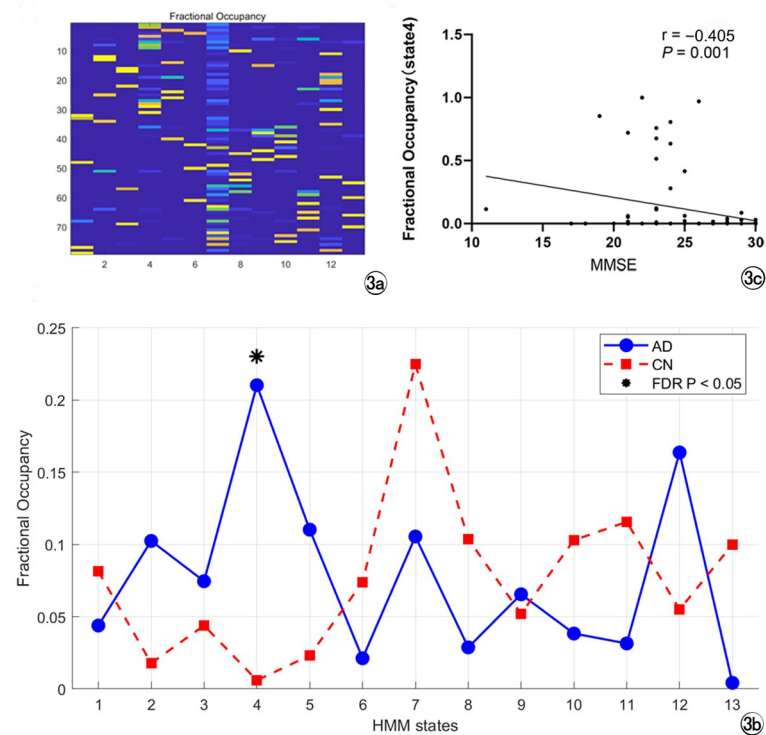 Fractional Occupancy
10
20
30
40
50
60
70
2 4 6 8 10 12
3a
r = −0.405
P = 0.001
Fractional Occupancy(state4)
1.5
1.0
0.5
0.0
10 15 20 25 30
MMSE
3c
0.25
0.2
0.15
0.1
0.05
0
Fractional Occupancy
AD
CN
FDR P < 0.05
1 2 3 4 5 6 7 8 9 10 11 12 13
HMM states
3b